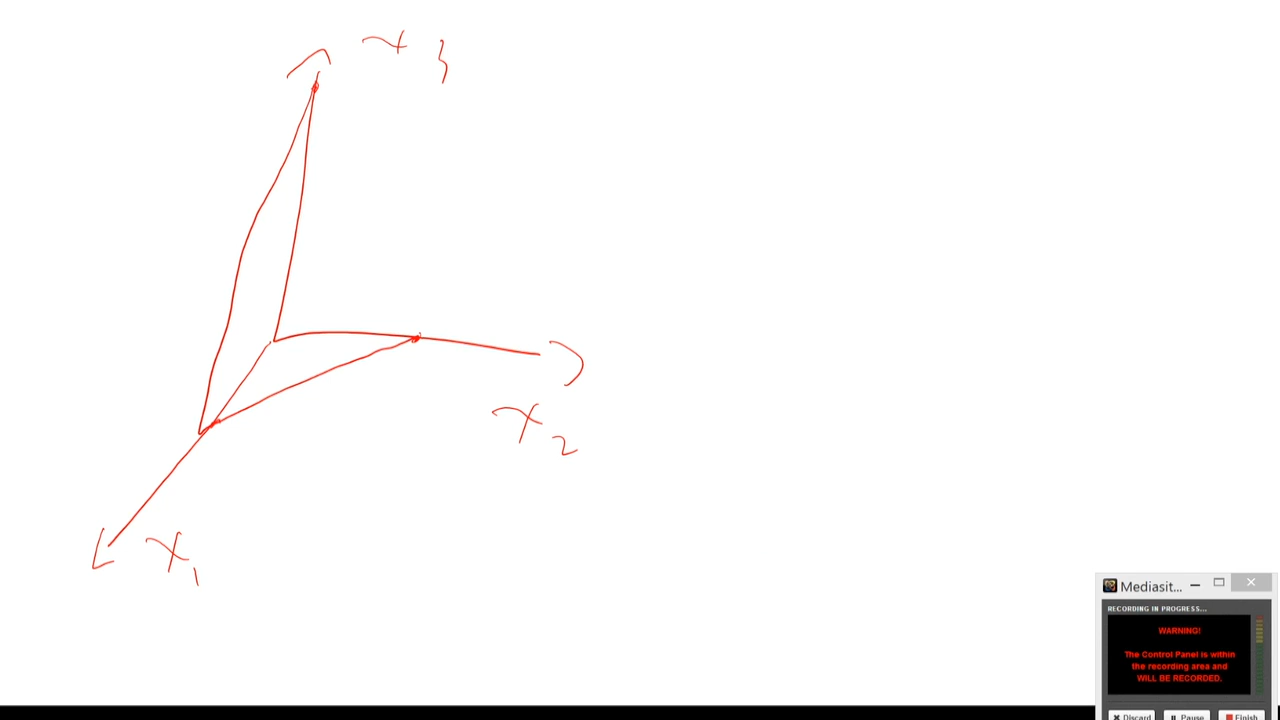 x3
x2
x1
Mediasit...
RECORDING IN PROGRESS...
WARNING!
The Control Panel is within
the recording area and
WILL BE RECORDED.
Discard Pause Finish